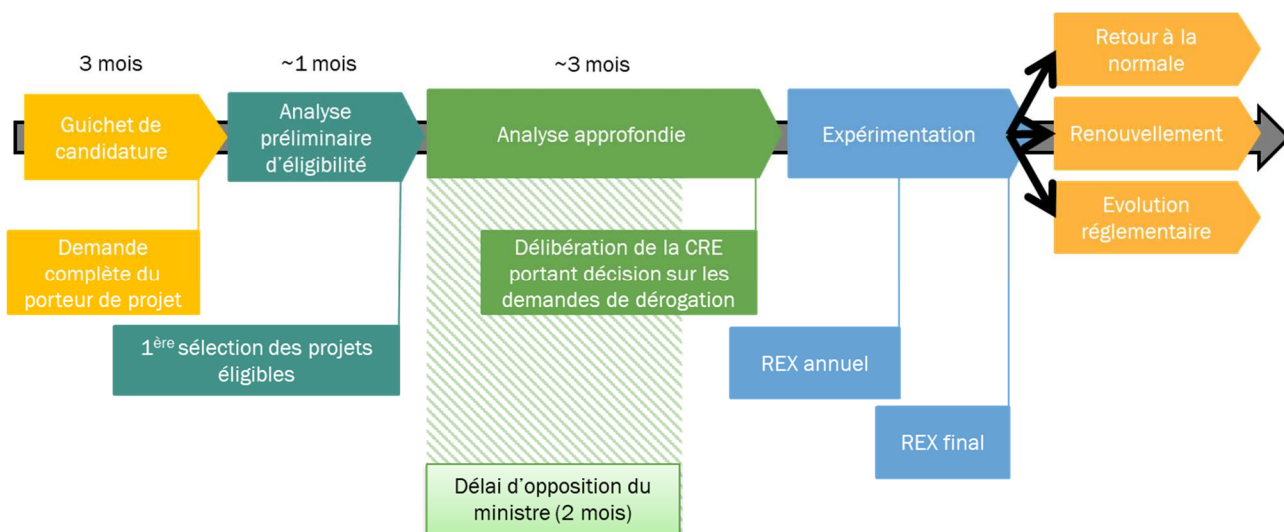 3 mois
~1 mois
~3 mois
Guichet de
candidature
Analyse
préliminaire
d'éligibilité
Analyse approfondie
Expérimentation
Retour à la
normale
Renouvellement
Evolution
réglementaire
Demande
complète du
porteur de projet
1ère sélection des projets
éligibles
Délibération de la CRE
portant décision sur les
demandes de dérogation
REX annuel
REX final
Délai d'opposition du
ministre (2 mois)